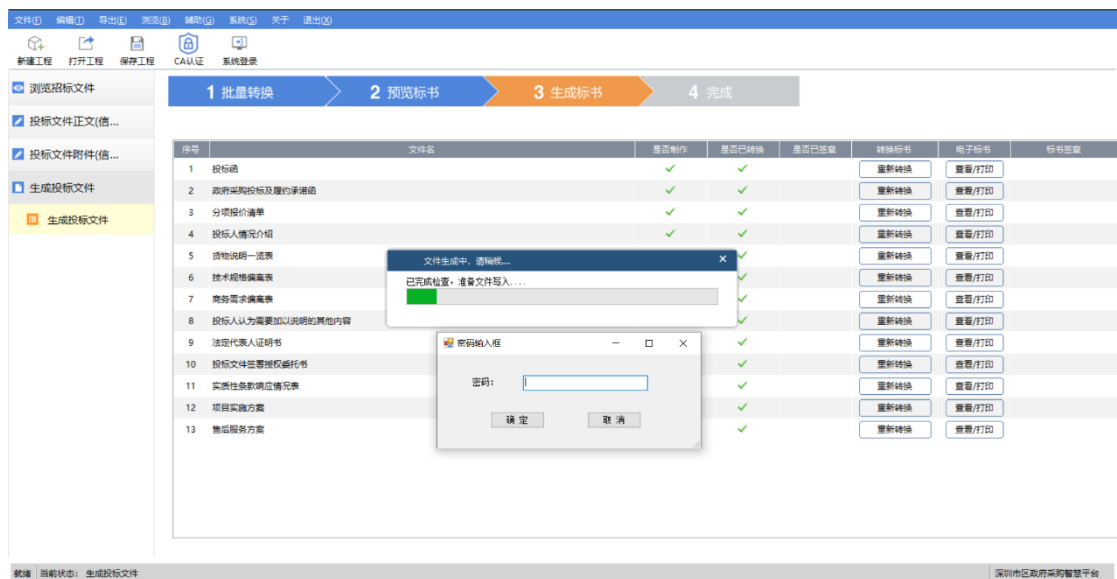 文件(F) 编辑(T) 导出(E) 浏览(B) 辅助(G) 系统(S) 关于 退出(X)
新建工程 打开工程 保存工程 CA认证 系统登录
浏览招标文件
投标文件正文(信...
投标文件附件(信...
生成投标文件
生成投标文件
1 批量转换 2 预览标书 3 生成标书 4 完成
序号 文件名 是否制作 是否已转换 是否已签章 转换标书 电子标书 标书签章
1 投标函 重新转换 查看/打印
2 政府采购投标及履约承诺函 重新转换 查看/打印
3 分项报价清单 重新转换 查看/打印
4 投标人情况介绍 重新转换 查看/打印
5 货物说明一览表 重新转换 查看/打印
6 技术规格偏离表 重新转换 查看/打印
7 商务需求偏离表 重新转换 查看/打印
8 投标人认为需要加以说明的其他内容 重新转换 查看/打印
9 法定代表人证明书 重新转换 查看/打印
10 投标文件签署授权委托书 重新转换 查看/打印
11 实质性条款响应情况表 重新转换 查看/打印
12 项目实施方案 重新转换 查看/打印
13 售后服务方案 重新转换 查看/打印
文件生成中，请稍候....
已完成检查，准备文件写入....
密码输入框
密码:
确 定 取 消
就绪 当前状态: 生成投标文件 深圳市区政府采购智慧平台